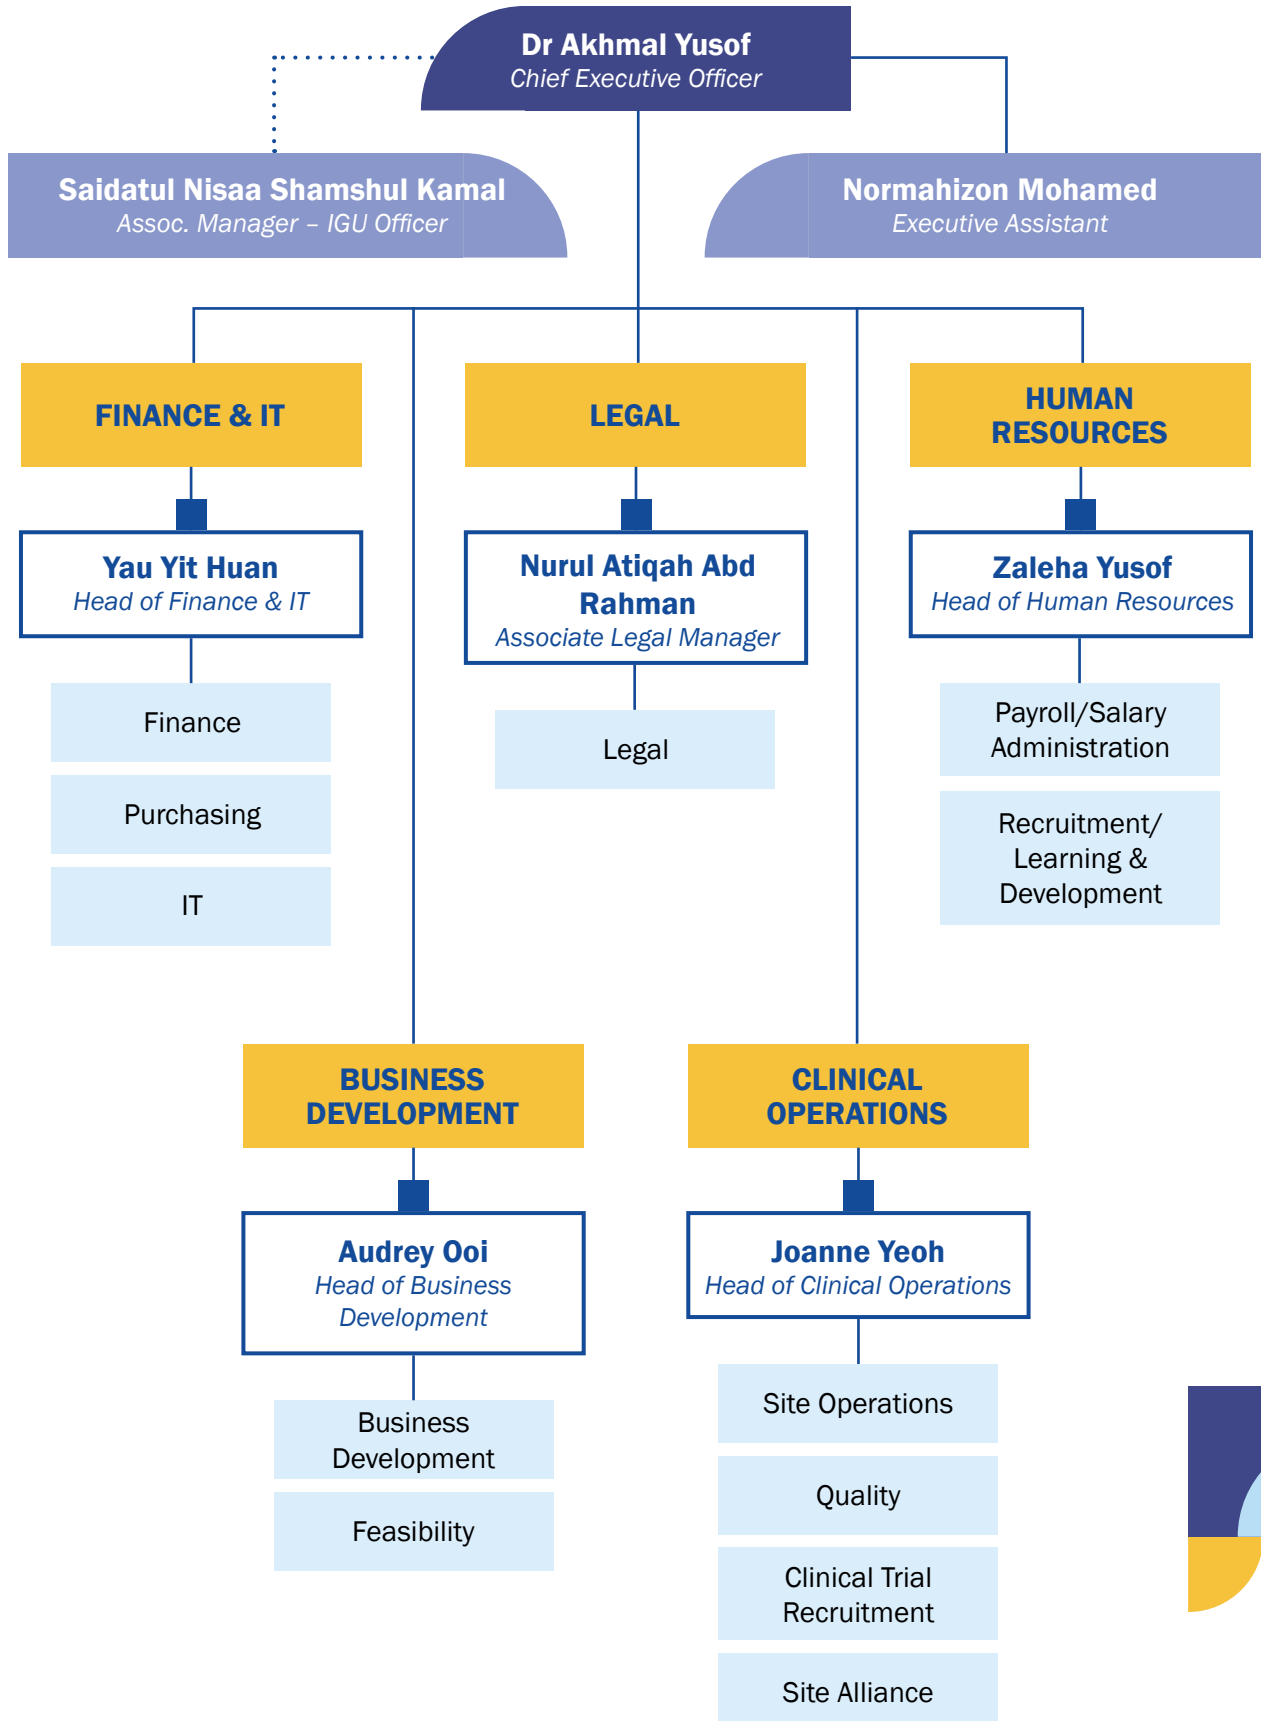 Dr Akhmal Yusof
Chief Executive Officer
Saidatul Nisaa Shamshul Kamal
Assoc. Manager – IGU Officer
Normahizon Mohamed
Executive Assistant
FINANCE & IT
Yau Yit Huan
Head of Finance & IT
Finance
Purchasing
IT
LEGAL
Nurul Atiqah Abd
Rahman
Associate Legal Manager
Legal
HUMAN
RESOURCES
Zaleha Yusof
Head of Human Resources
Payroll/Salary
Administration
Recruitment/
Learning &
Development
BUSINESS
DEVELOPMENT
Audrey Ooi
Head of Business
Development
Business
Development
Feasibility
CLINICAL
OPERATIONS
Joanne Yeoh
Head of Clinical Operations
Site Operations
Quality
Clinical Trial
Recruitment
Site Alliance